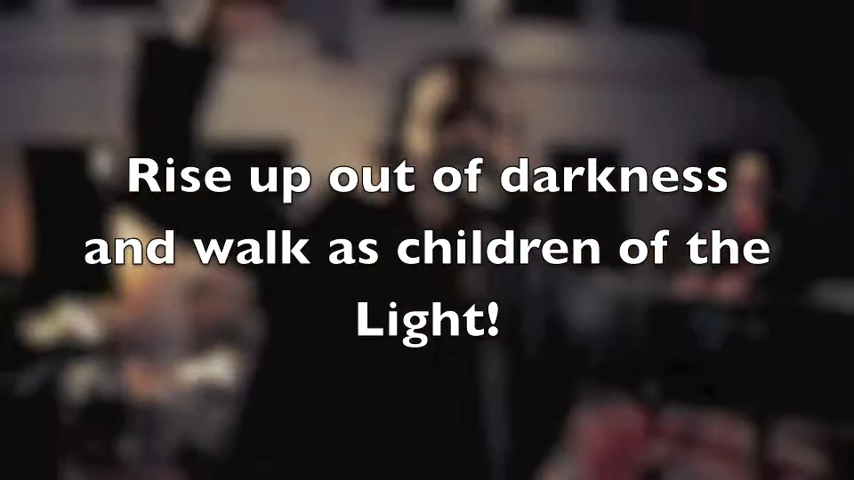 Rise up out of darkness
and walk as children of the
Light!